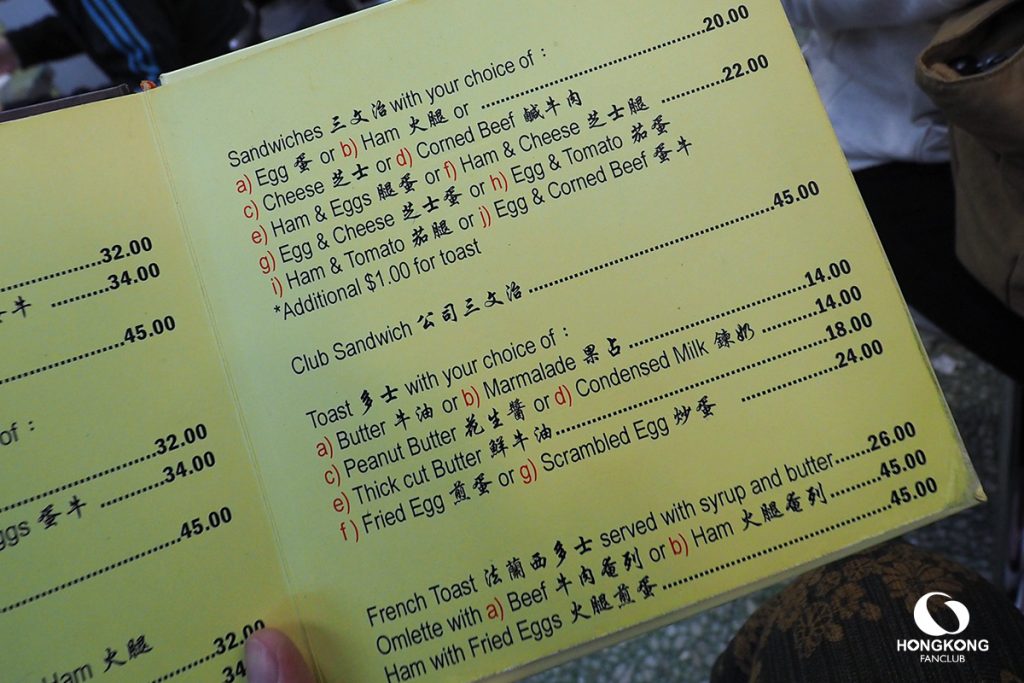 32.00
牛 34.00
45.00
of :
32.00
ggs 蛋牛 34.00
45.00
Ham 火腿 32.00
34
Sandwiches 三文治 with your choice of :
a) Egg 蛋 or b) Ham 火腿 or 20.00
c) Cheese 芝士 or d) Corned Beef 鹹牛肉
e) Ham & Eggs 腿蛋 or f) Ham & Cheese 芝士腿 22.00
g) Egg & Cheese 芝士蛋 or h) Egg & Tomato 茄蛋
i) Ham & Tomato 茄腿 or j) Egg & Corned Beef 蛋牛
*Additional $1.00 for toast
Club Sandwich 公司三文治 45.00
Toast 多士 with your choice of :
a) Butter 牛油 or b) Marmalade 果占 14.00
c) Peanut Butter 花生醬 or d) Condensed Milk 鍊奶 14.00
e) Thick cut Butter 鮮牛油 18.00
f) Fried Egg 煎蛋 or g) Scrambled Egg 炒蛋 24.00
French Toast 法蘭西多士 served with syrup and butter 26.00
Omlette with a) Beef 牛肉奄列 or b) Ham 火腿奄列 45.00
Ham with Fried Eggs 火腿煎蛋 45.00
HONGKONG
FANCLUB